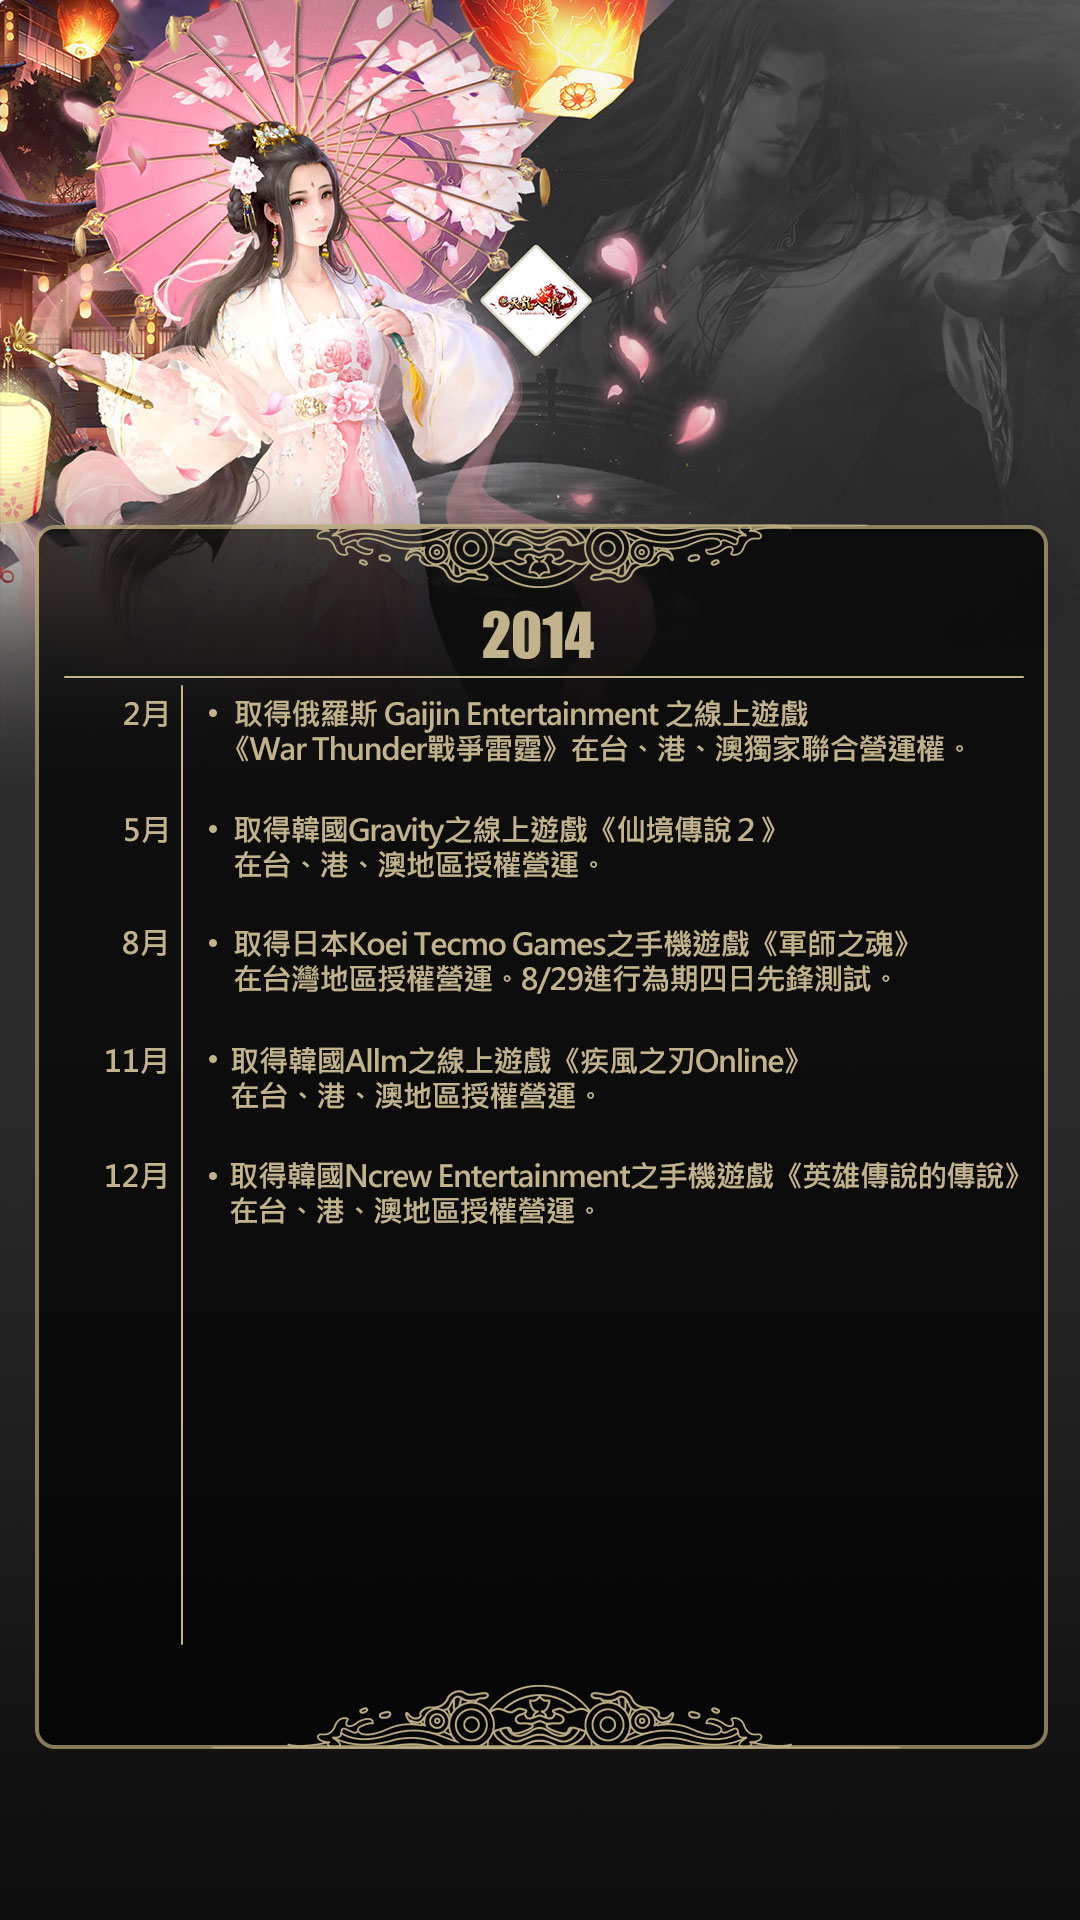 天龍八部
2014
2月
• 取得俄羅斯 Gaijin Entertainment 之線上遊戲
《War Thunder戰爭雷霆》在台、港、澳獨家聯合營運權。
5月
• 取得韓國Gravity之線上遊戲《仙境傳說２》
在台、港、澳地區授權營運。
8月
• 取得日本Koei Tecmo Games之手機遊戲《軍師之魂》
在台灣地區授權營運。8/29進行為期四日先鋒測試。
11月
• 取得韓國Allm之線上遊戲《疾風之刃Online》
在台、港、澳地區授權營運。
12月
• 取得韓國Ncrew Entertainment之手機遊戲《英雄傳說的傳說》
在台、港、澳地區授權營運。